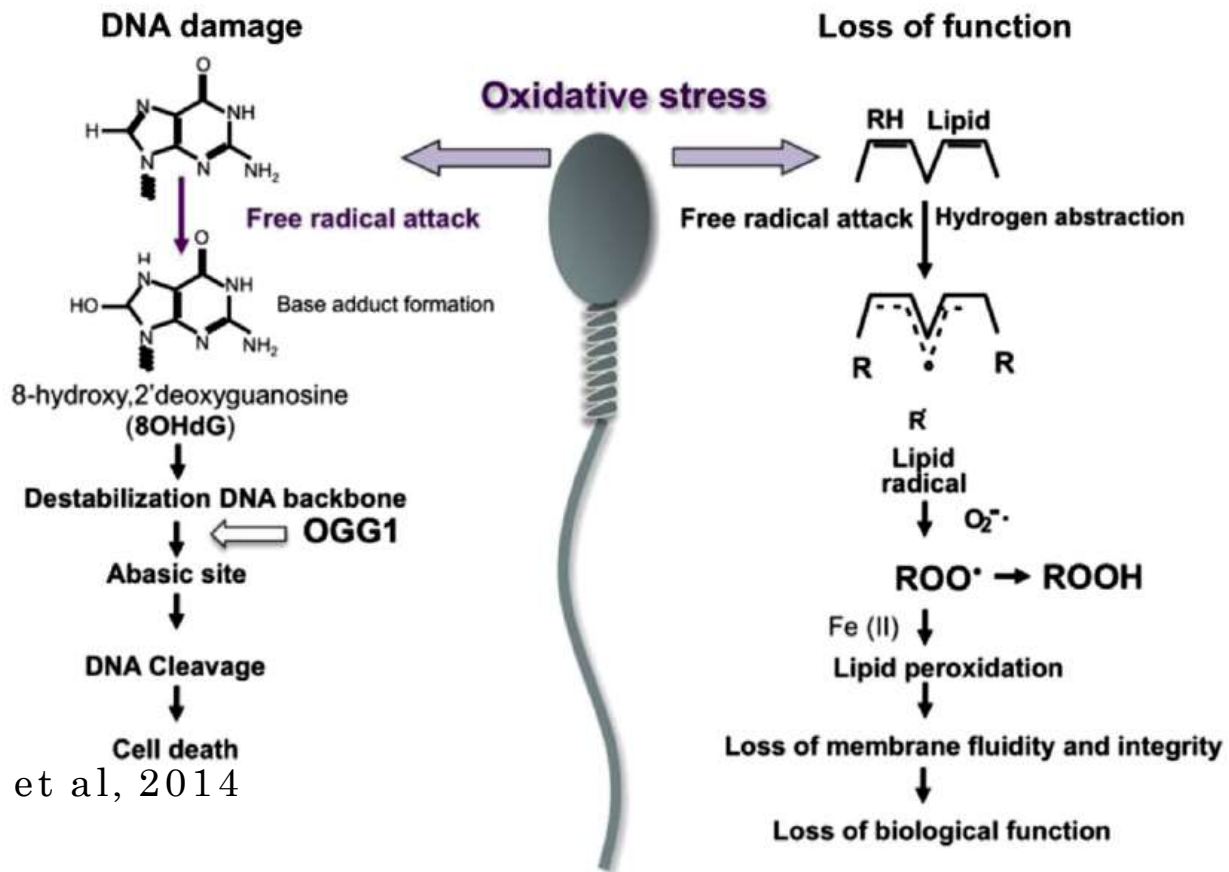 DNA damage
Loss of function
Oxidative stress
O
N
NH
H
N
N
NH₂
Free radical attack
O
H
N
NH
HO
N
N
NH₂
Base adduct formation
8-hydroxy,2'deoxyguanosine
(8OHdG)
Destabilization DNA backbone
OGG1
Abasic site
DNA Cleavage
Cell death
et al, 2014
RH Lipid
Free radical attack
Hydrogen abstraction
R
R
R˙
Lipid
radical
O₂⁻·
ROO• → ROOH
Fe (II)
Lipid peroxidation
Loss of membrane fluidity and integrity
Loss of biological function